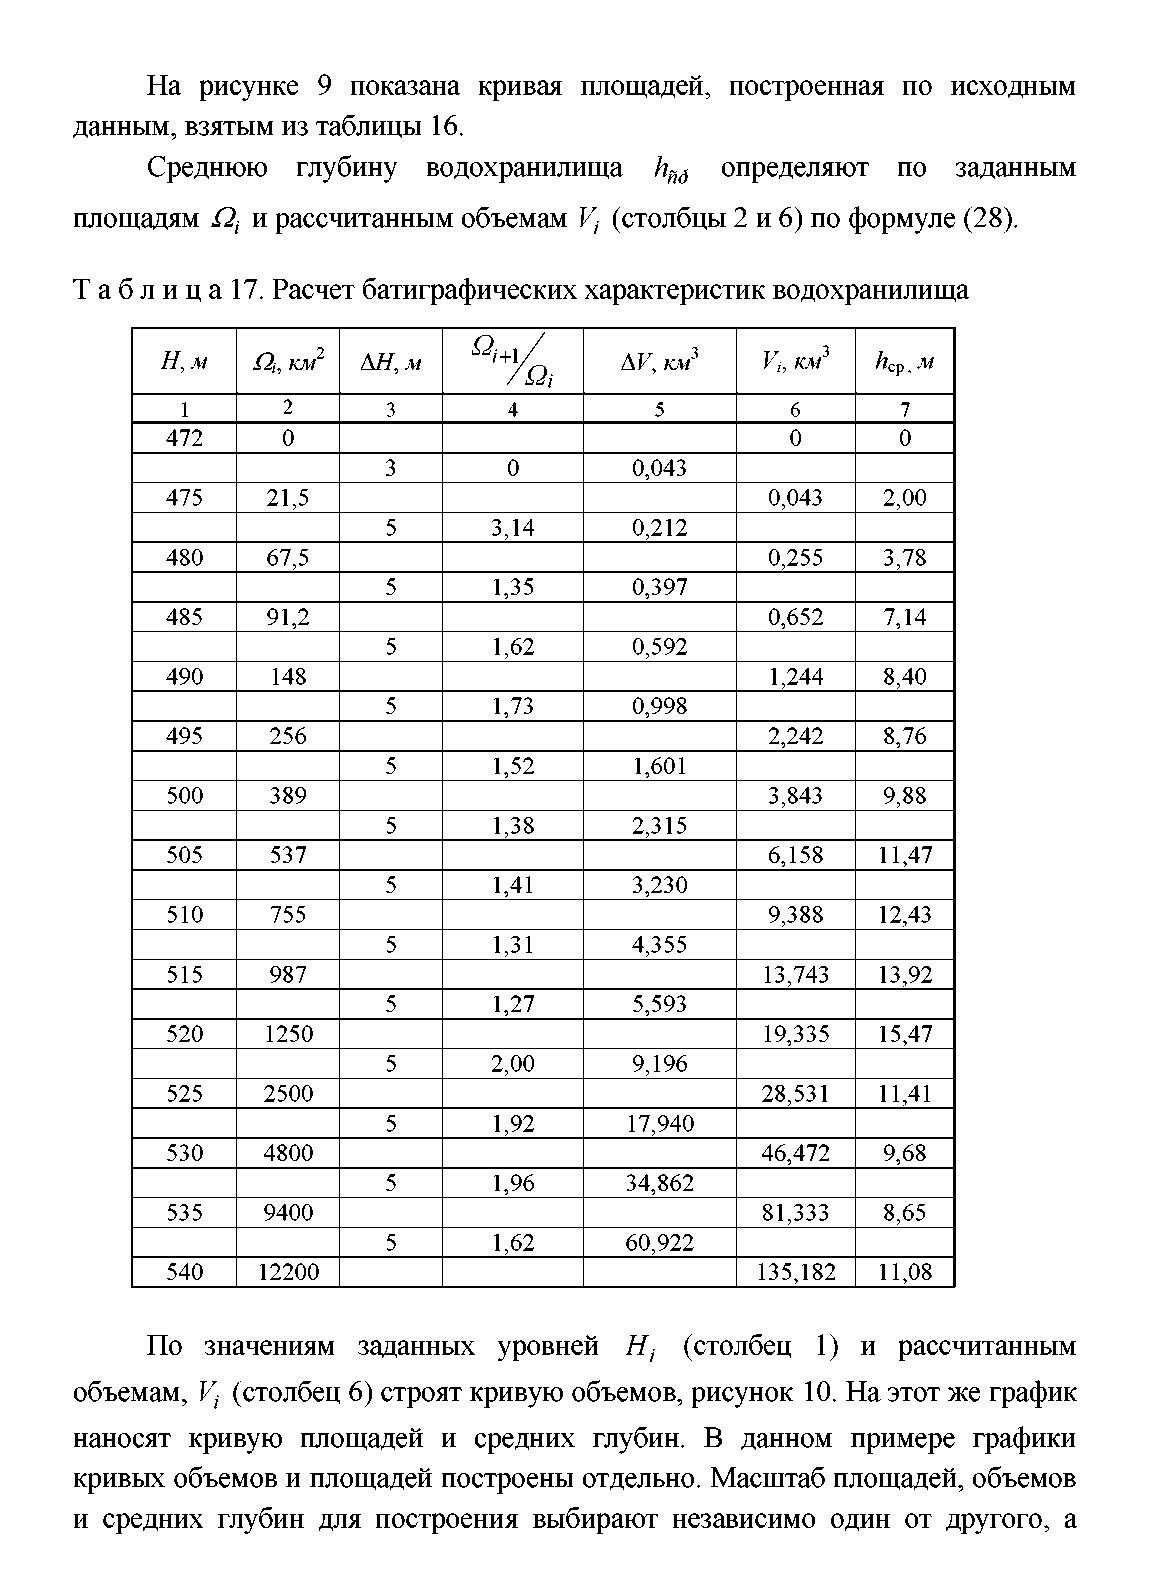 На рисунке 9 показана кривая площадей, построенная по исходным
данным, взятым из таблицы 16.
Среднюю глубину водохранилища h_йð определяют по заданным
площадям Ω_i и рассчитанным объемам V_i (столбцы 2 и 6) по формуле (28).
Т а б л и ц а 17. Расчет батиграфических характеристик водохранилища
H, м Ω_i, км² ΔH, м Ω_i+1/Ω_i ΔV, км³ V_i, км³ h_ср, м
1 2 3 4 5 6 7
472 0 0 0
3 0 0,043
475 21,5 0,043 2,00
5 3,14 0,212
480 67,5 0,255 3,78
5 1,35 0,397
485 91,2 0,652 7,14
5 1,62 0,592
490 148 1,244 8,40
5 1,73 0,998
495 256 2,242 8,76
5 1,52 1,601
500 389 3,843 9,88
5 1,38 2,315
505 537 6,158 11,47
5 1,41 3,230
510 755 9,388 12,43
5 1,31 4,355
515 987 13,743 13,92
5 1,27 5,593
520 1250 19,335 15,47
5 2,00 9,196
525 2500 28,531 11,41
5 1,92 17,940
530 4800 46,472 9,68
5 1,96 34,862
535 9400 81,333 8,65
5 1,62 60,922
540 12200 135,182 11,08
По значениям заданных уровней H_i (столбец 1) и рассчитанным
объемам, V_i (столбец 6) строят кривую объемов, рисунок 10. На этот же график
наносят кривую площадей и средних глубин. В данном примере графики
кривых объемов и площадей построены отдельно. Масштаб площадей, объемов
и средних глубин для построения выбирают независимо один от другого, а